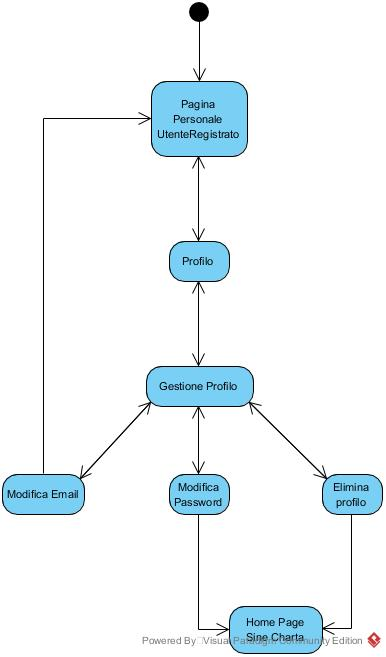 Pagina
Personale
UtenteRegistrato
Profilo
Gestione Profilo
Modifica Email
Modifica
Password
Elimina
profilo
Home Page
Sine Charta
Powered By Visual Paradigm Community Edition